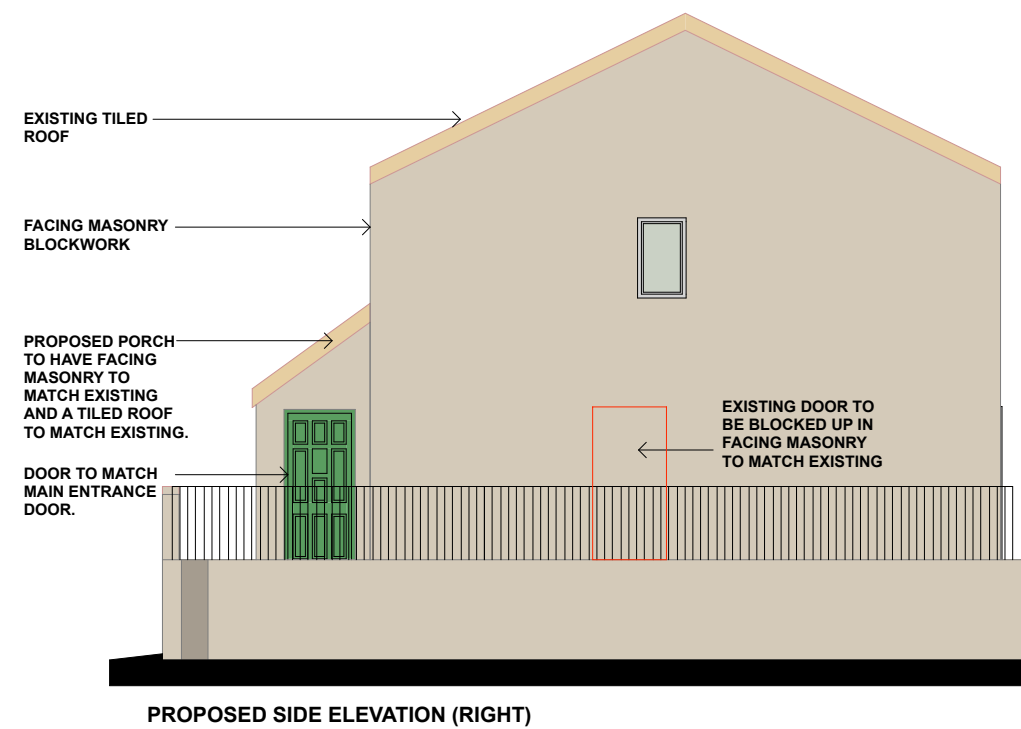 EXISTING TILED
ROOF
FACING MASONRY
BLOCKWORK
PROPOSED PORCH
TO HAVE FACING
MASONRY TO
MATCH EXISTING
AND A TILED ROOF
TO MATCH EXISTING.
DOOR TO MATCH
MAIN ENTRANCE
DOOR.
EXISTING DOOR TO
BE BLOCKED UP IN
FACING MASONRY
TO MATCH EXISTING
PROPOSED SIDE ELEVATION (RIGHT)